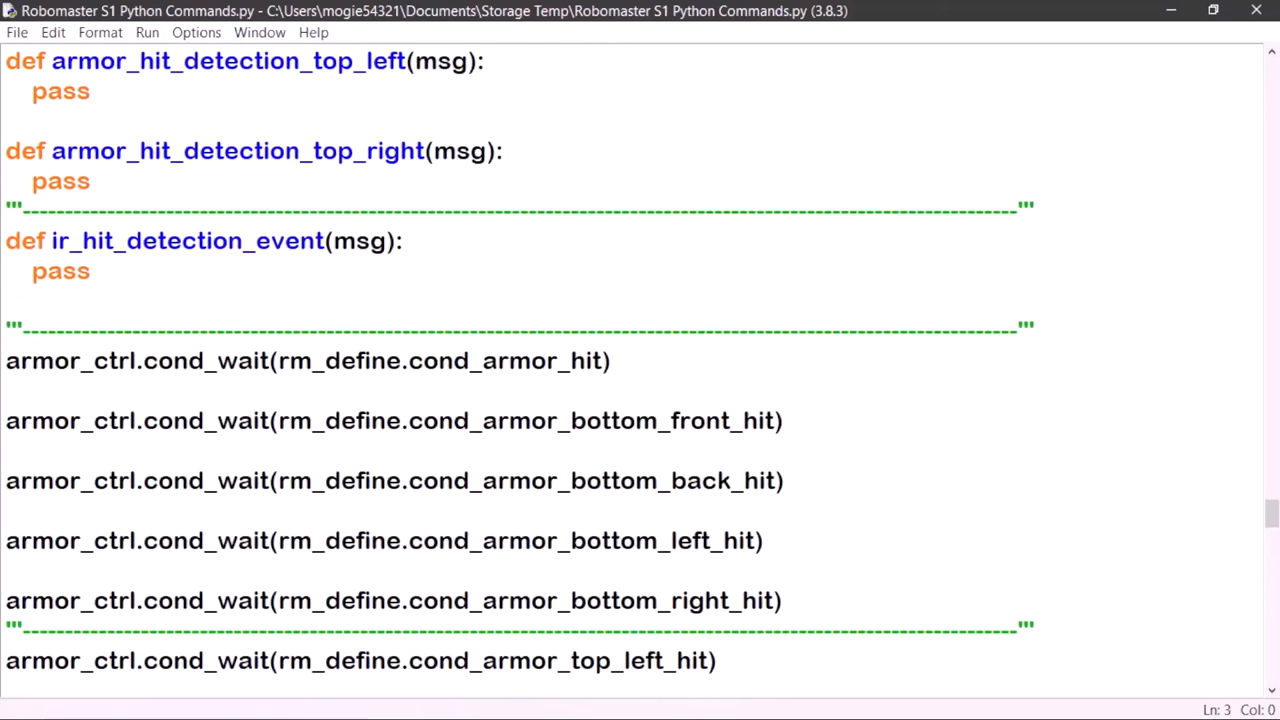 Robomaster S1 Python Commands.py - C:\Users\mogie54321\Documents\Storage Temp\Robomaster S1 Python Commands.py (3.8.3)
File Edit Format Run Options Window Help
def armor_hit_detection_top_left(msg):
    pass
def armor_hit_detection_top_right(msg):
    pass
'''---------------------------------------------------------------------------------------------------------------------'''
def ir_hit_detection_event(msg):
    pass
'''---------------------------------------------------------------------------------------------------------------------'''
armor_ctrl.cond_wait(rm_define.cond_armor_hit)
armor_ctrl.cond_wait(rm_define.cond_armor_bottom_front_hit)
armor_ctrl.cond_wait(rm_define.cond_armor_bottom_back_hit)
armor_ctrl.cond_wait(rm_define.cond_armor_bottom_left_hit)
armor_ctrl.cond_wait(rm_define.cond_armor_bottom_right_hit)
'''---------------------------------------------------------------------------------------------------------------------'''
armor_ctrl.cond_wait(rm_define.cond_armor_top_left_hit)
Ln: 3 Col: 0